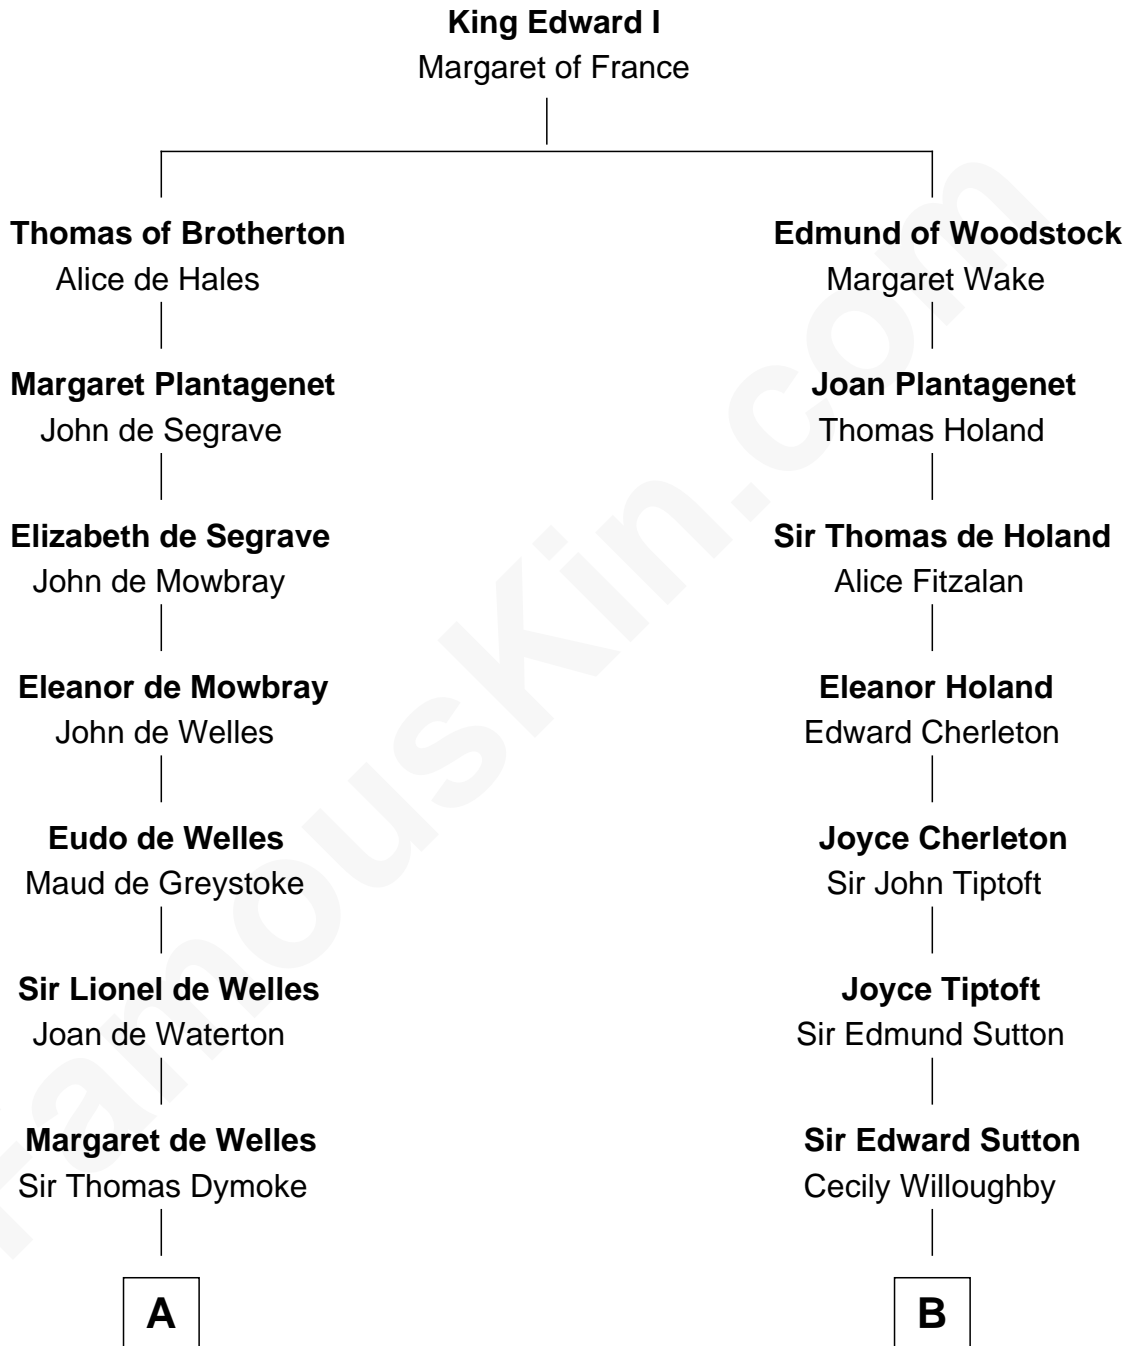 King Edward I
Margaret of France
Thomas of Brotherton
Alice de Hales
Edmund of Woodstock
Margaret Wake
Margaret Plantagenet
John de Segrave
Joan Plantagenet
Thomas Holand
Elizabeth de Segrave
John de Mowbray
Sir Thomas de Holand
Alice Fitzalan
Eleanor de Mowbray
John de Welles
Eleanor Holand
Edward Cherleton
Eudo de Welles
Maud de Greystoke
Joyce Cherleton
Sir John Tiptoft
Sir Lionel de Welles
Joan de Waterton
Joyce Tiptoft
Sir Edmund Sutton
Margaret de Welles
Sir Thomas Dymoke
Sir Edward Sutton
Cecily Willoughby
A
B
FamousKin.com